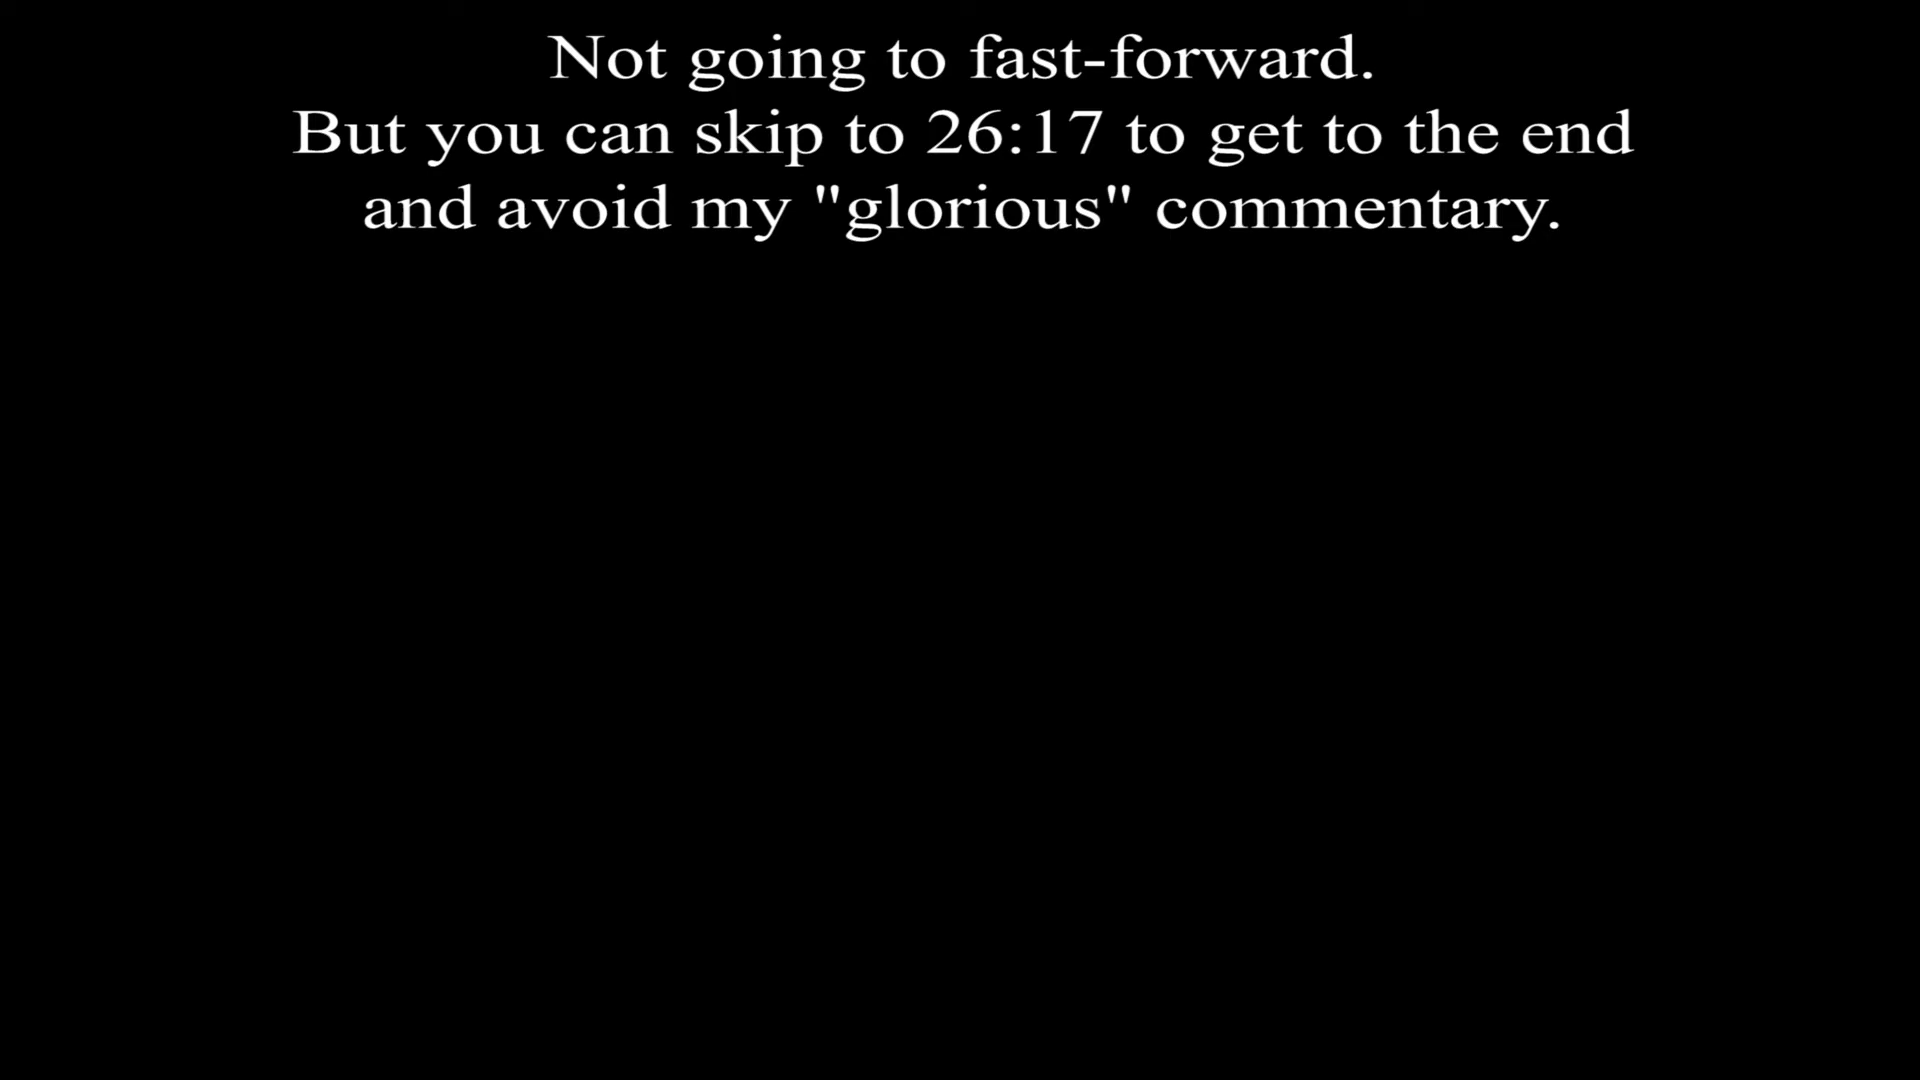 Not going to fast-forward.
But you can skip to 26:17 to get to the end
and avoid my "glorious" commentary.